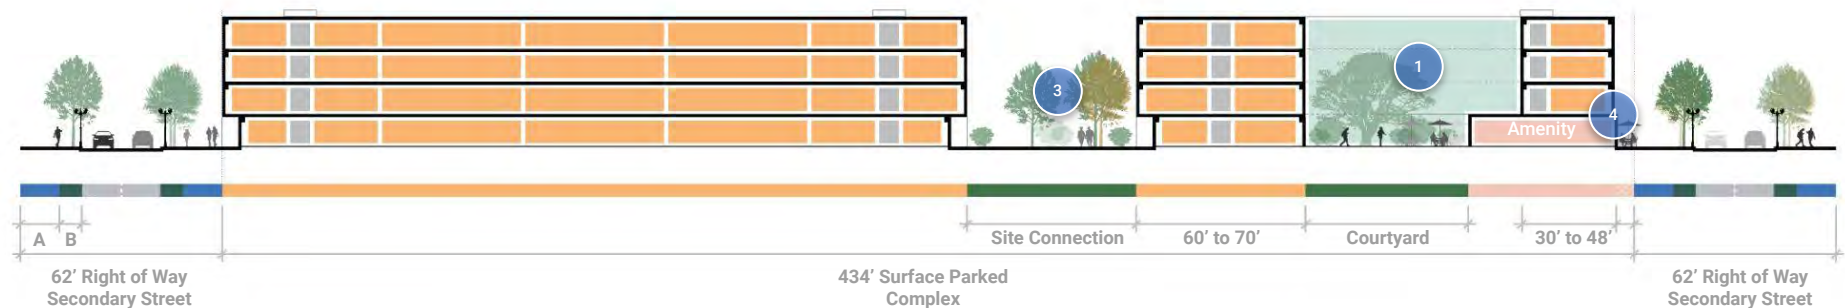 1
3
4
Amenity
A
B
Site Connection
60’ to 70’
Courtyard
30’ to 48’
62’ Right of Way
Secondary Street
434’ Surface Parked
Complex
62’ Right of Way
Secondary Street